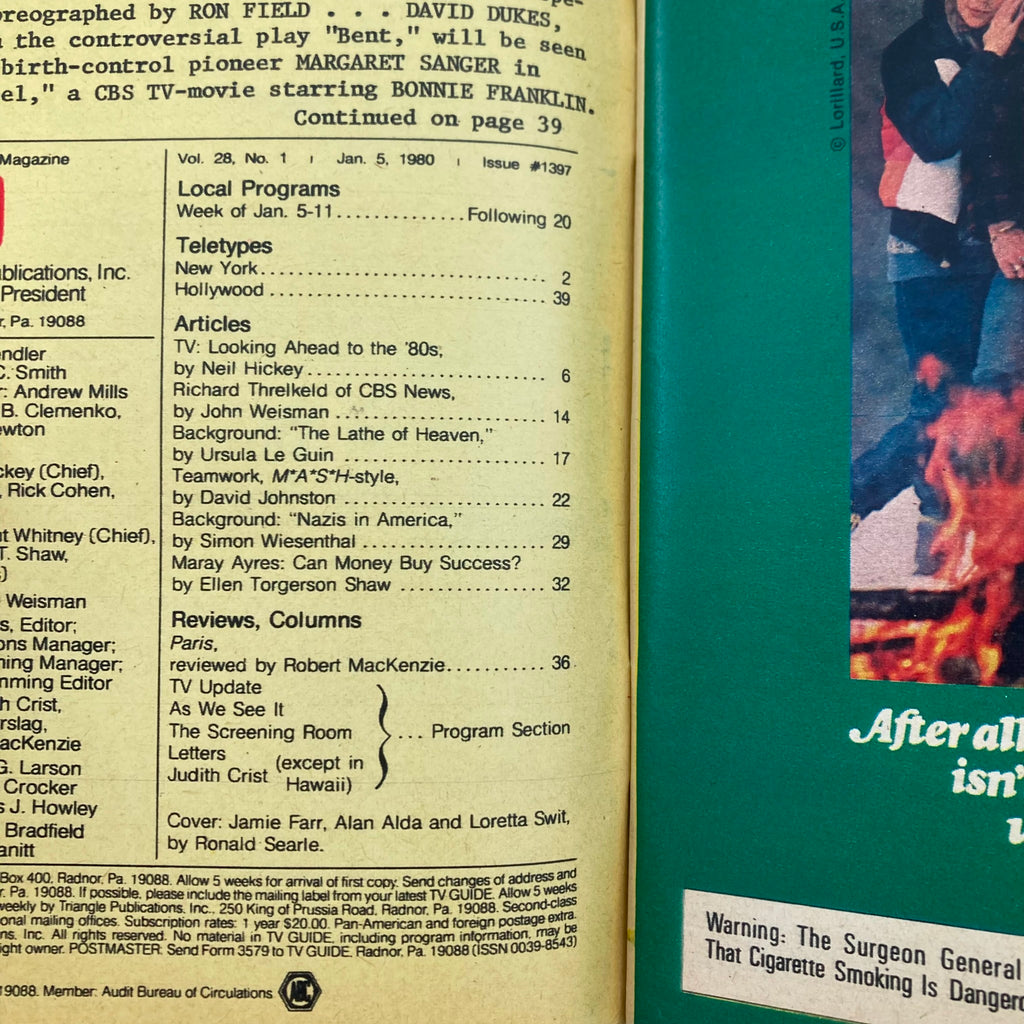 reographed by RON FIELD . . . DAVID DUKES,
the controversial play "Bent," will be seen
birth-control pioneer MARGARET SANGER in
el," a CBS TV-movie starring BONNIE FRANKLIN.
Continued on page 39
Magazine
blications, Inc.
President
r, Pa. 19088
endler
C. Smith
r: Andrew Mills
B. Clemenko,
ewton
ckey (Chief),
, Rick Cohen,
ut Whitney (Chief),
T. Shaw,
s)
Weisman
s, Editor;
ons Manager;
ning Manager;
mming Editor
h Crist,
rslag,
acKenzie
G. Larson
Crocker
s J. Howley
Bradfield
anitt
Vol. 28, No. 1 | Jan. 5, 1980 | Issue #1397
Local Programs
Week of Jan. 5-11..............Following 20
Teletypes
New York................................ 2
Hollywood ............................... 39
Articles
TV: Looking Ahead to the '80s,
by Neil Hickey........................... 6
Richard Threlkeld of CBS News,
by John Weisman ........................ 14
Background: "The Lathe of Heaven,"
by Ursula Le Guin ....................... 17
Teamwork, M*A*S*H-style,
by David Johnston ....................... 22
Background: "Nazis in America,"
by Simon Wiesenthal ..................... 29
Maray Ayres: Can Money Buy Success?
by Ellen Torgerson Shaw ................. 32
Reviews, Columns
Paris,
reviewed by Robert MacKenzie........... 36
TV Update
As We See It
The Screening Room ... Program Section
Letters (except in
Judith Crist Hawaii)
Cover: Jamie Farr, Alan Alda and Loretta Swit,
by Ronald Searle.
Box 400, Radnor, Pa. 19088. Allow 5 weeks for arrival of first copy. Send changes of address and
r, Pa. 19088. If possible, please include the mailing label from your latest TV GUIDE. Allow 5 weeks
weekly by Triangle Publications, Inc., 250 King of Prussia Road, Radnor, Pa. 19088. Second-class
onal mailing offices. Subscription rates: 1 year $20.00. Pan-American and foreign postage extra.
ns, Inc. All rights reserved. No material in TV GUIDE, including program information, may be
ight owner. POSTMASTER: Send Form 3579 to TV GUIDE, Radnor, Pa. 19088 (ISSN 0039-8543)
19088. Member: Audit Bureau of Circulations
© Lorillard, U.S.A
After all
isn'
u
Warning: The Surgeon General
That Cigarette Smoking Is Dangero